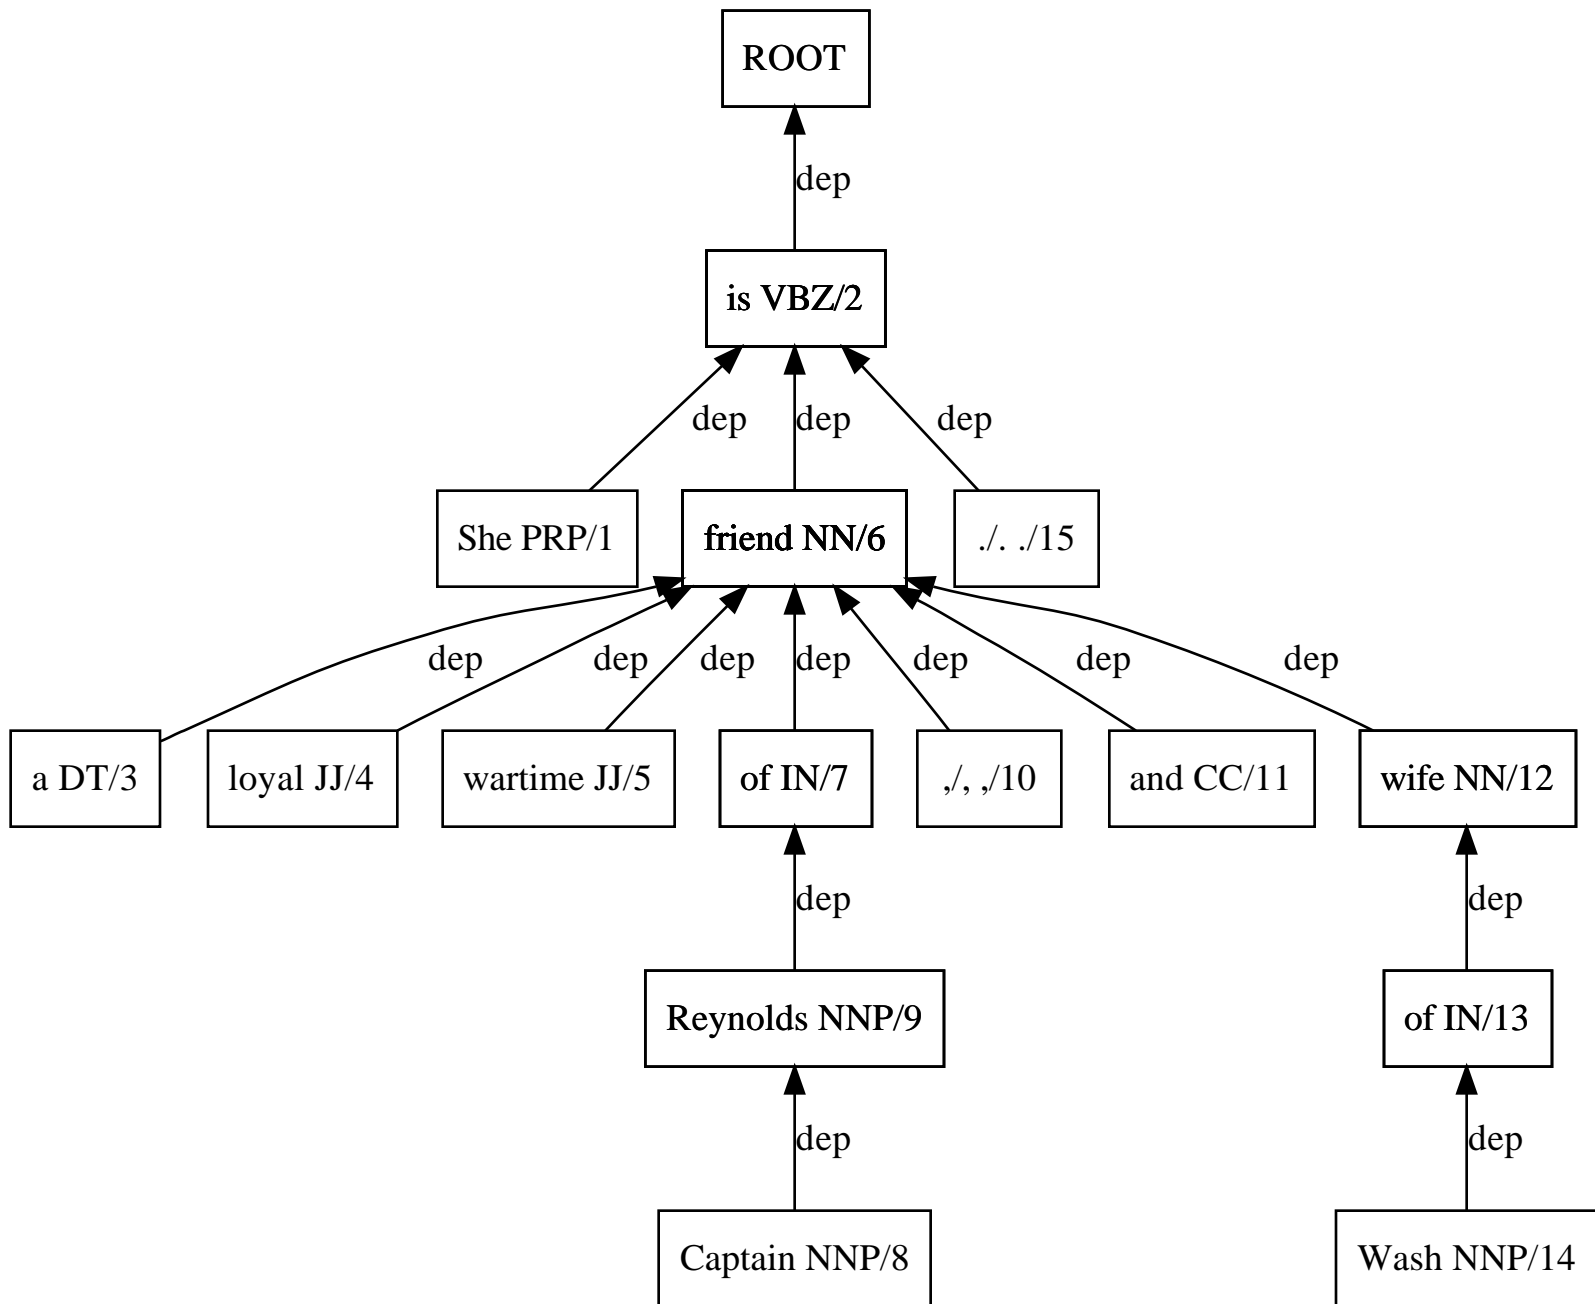 ROOT
dep
is VBZ/2
dep dep dep
She PRP/1 friend NN/6 ./. ./15
dep dep dep dep dep dep dep
a DT/3 loyal JJ/4 wartime JJ/5 of IN/7 ,/, ,/10 and CC/11 wife NN/12
dep dep
Reynolds NNP/9 of IN/13
dep dep
Captain NNP/8 Wash NNP/14